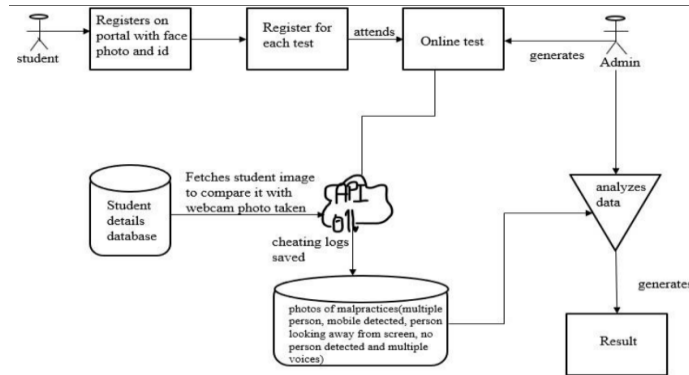 Registers on
portal with face
photo and id
Register for
each test
attends
Online test
generates
student
Admin
Fetches student image
to compare it with
webcam photo taken
Student
details
database
API
cheating logs
saved
analyzes
data
photos of malpractices(multiple
person, mobile detected, person
looking away from screen, no
person detected and multiple
voices)
generates
Result